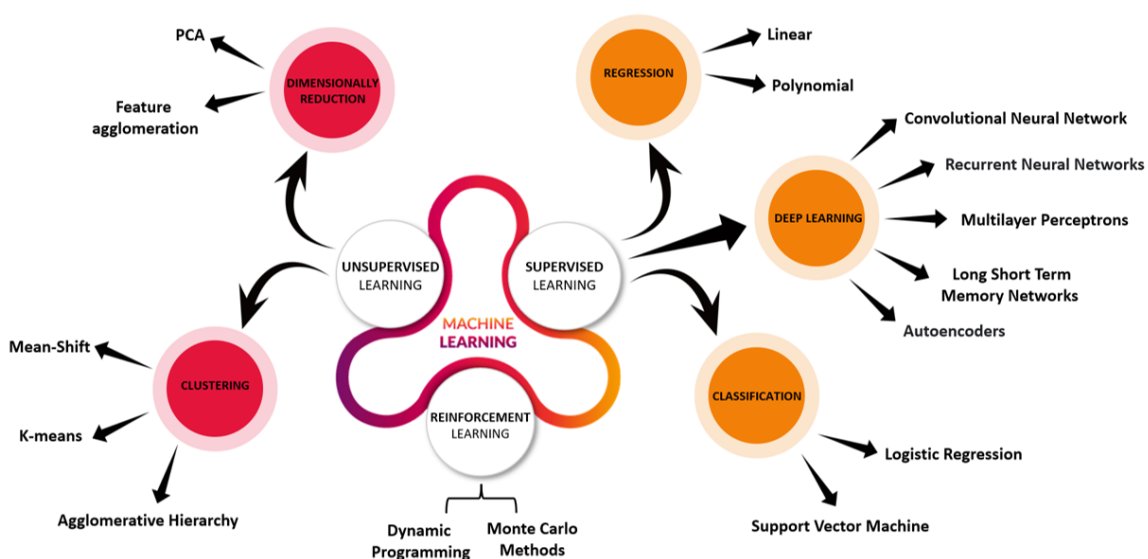 PCA
Feature
agglomeration
DIMENSIONALLY
REDUCTION
REGRESSION
Linear
Polynomial
Convolutional Neural Network
Recurrent Neural Networks
DEEP LEARNING
Multilayer Perceptrons
Long Short Term
Memory Networks
Autoencoders
UNSUPERVISED
LEARNING
SUPERVISED
LEARNING
MACHINE
LEARNING
Mean-Shift
CLUSTERING
K-means
Agglomerative Hierarchy
REINFORCEMENT
LEARNING
Dynamic
Programming
Monte Carlo
Methods
CLASSIFICATION
Logistic Regression
Support Vector Machine